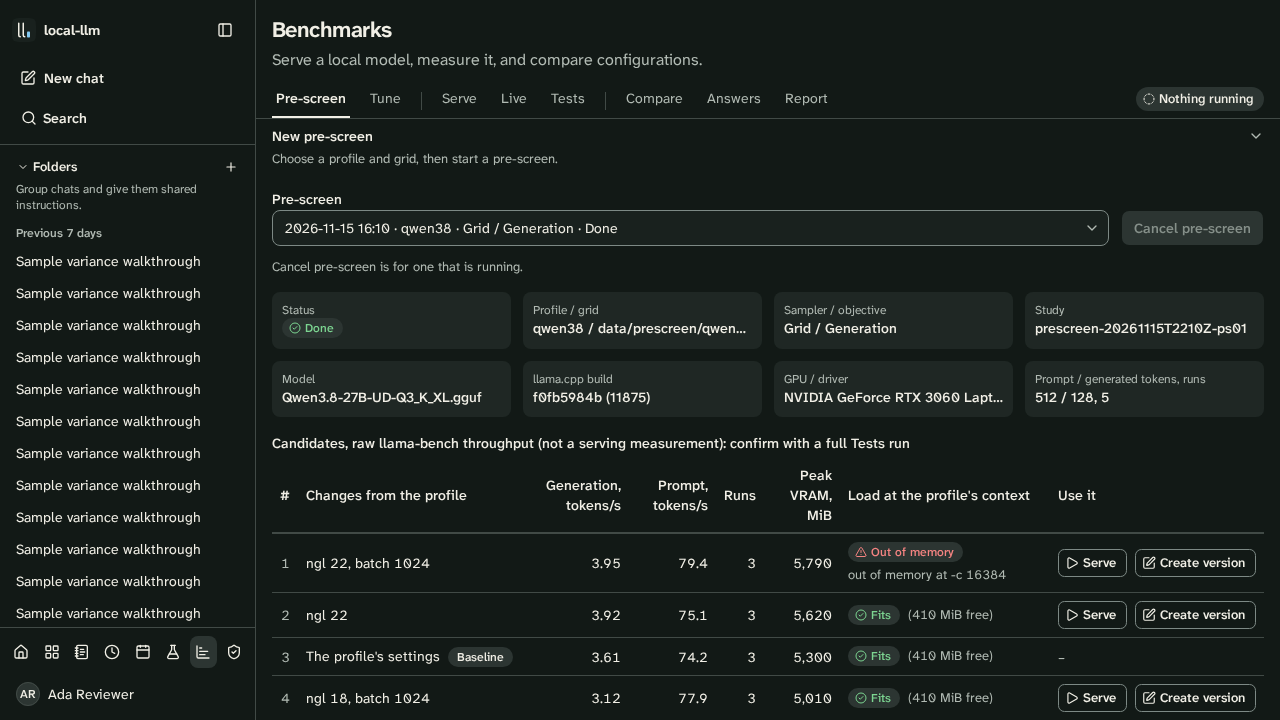 local-llm
New chat
Search
Folders
Group chats and give them shared
instructions.
Previous 7 days
Sample variance walkthrough
Sample variance walkthrough
Sample variance walkthrough
Sample variance walkthrough
Sample variance walkthrough
Sample variance walkthrough
Sample variance walkthrough
Sample variance walkthrough
Sample variance walkthrough
Sample variance walkthrough
Sample variance walkthrough
Sample variance walkthrough
AR Ada Reviewer
Benchmarks
Serve a local model, measure it, and compare configurations.
Pre-screen Tune Serve Live Tests Compare Answers Report Nothing running
New pre-screen
Choose a profile and grid, then start a pre-screen.
Pre-screen
2026-11-15 16:10 · qwen38 · Grid / Generation · Done Cancel pre-screen
Cancel pre-screen is for one that is running.
Status Profile / grid Sampler / objective Study
Done qwen38 / data/prescreen/qwen… Grid / Generation prescreen-20261115T2210Z-ps01
Model llama.cpp build GPU / driver Prompt / generated tokens, runs
Qwen3.8-27B-UD-Q3_K_XL.gguf f0fb5984b (11875) NVIDIA GeForce RTX 3060 Lapt… 512 / 128, 5
Candidates, raw llama-bench throughput (not a serving measurement): confirm with a full Tests run
# Changes from the profile Generation, tokens/s Prompt, tokens/s Runs Peak VRAM, MiB Load at the profile's context Use it
1 ngl 22, batch 1024 3.95 79.4 3 5,790 Out of memory Serve Create version
out of memory at -c 16384
2 ngl 22 3.92 75.1 3 5,620 Fits (410 MiB free) Serve Create version
3 The profile's settings Baseline 3.61 74.2 3 5,300 Fits (410 MiB free) –
4 ngl 18, batch 1024 3.12 77.9 3 5,010 Fits (410 MiB free) Serve Create version